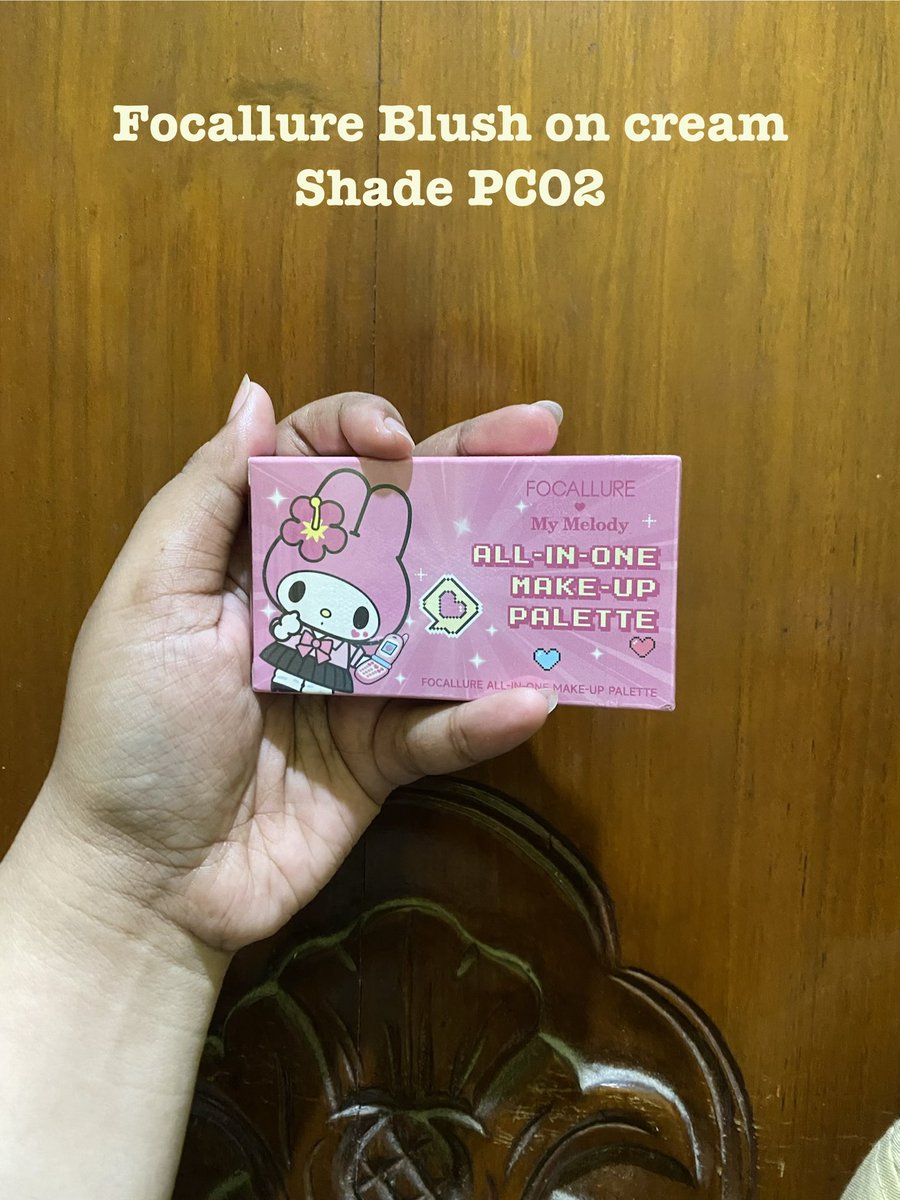 Focallure Blush on cream
Shade PC02
FOCALLURE
My Melody
ALL-IN-ONE
MAKE-UP
PALETTE
FOCALLURE ALL-IN-ONE MAKE-UP PALETTE